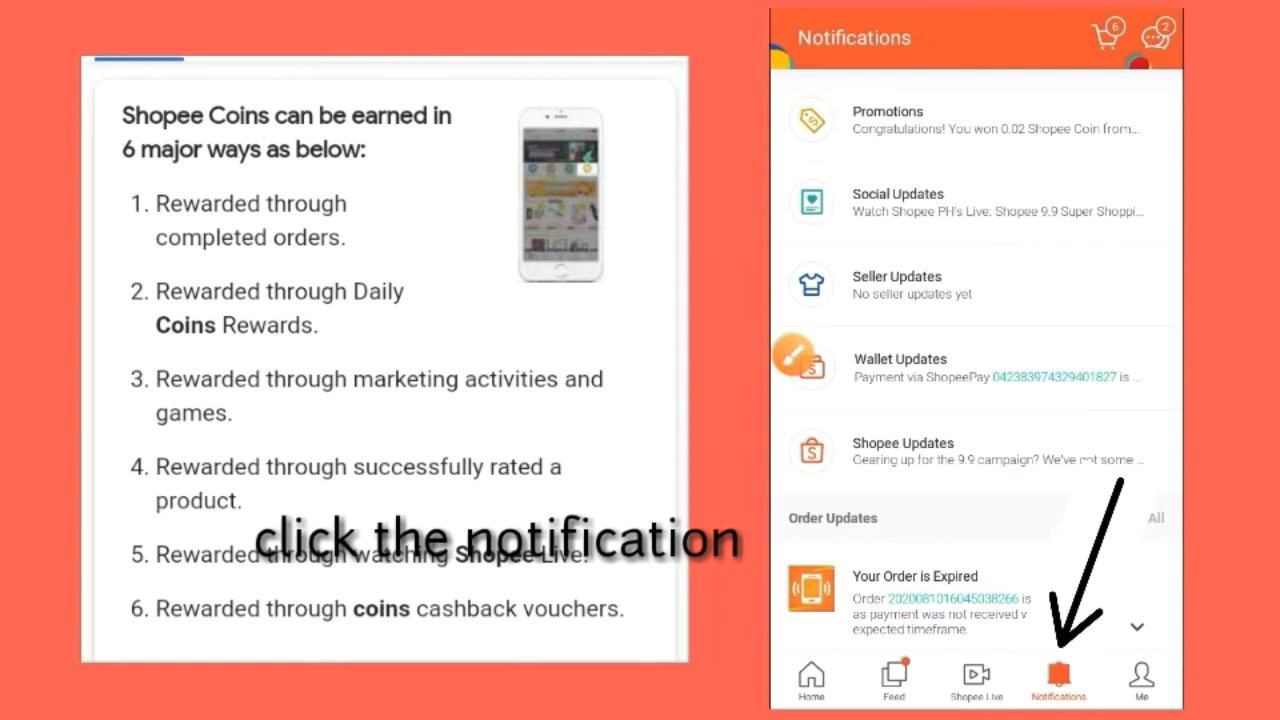 Shopee Coins can be earned in
6 major ways as below:
1. Rewarded through
completed orders.
2. Rewarded through Daily
Coins Rewards.
3. Rewarded through marketing activities and
games.
4. Rewarded through successfully rated a
product.
5. Rewarded through watching Shopee Live.
6. Rewarded through coins cashback vouchers.
click the notification
Notifications
6
2
Promotions
Congratulations! You won 0.02 Shopee Coin from...
Social Updates
Watch Shopee PH's Live: Shopee 9.9 Super Shoppi...
Seller Updates
No seller updates yet
Wallet Updates
Payment via ShopeePay 042383974329401827 is ...
Shopee Updates
Gearing up for the 9.9 campaign? We've got some ...
Order Updates
All
Your Order is Expired
Order 2020081016045038266 is
as payment was not received
expected timeframe.
Home
Feed
Shopee Live
Notifications
Me